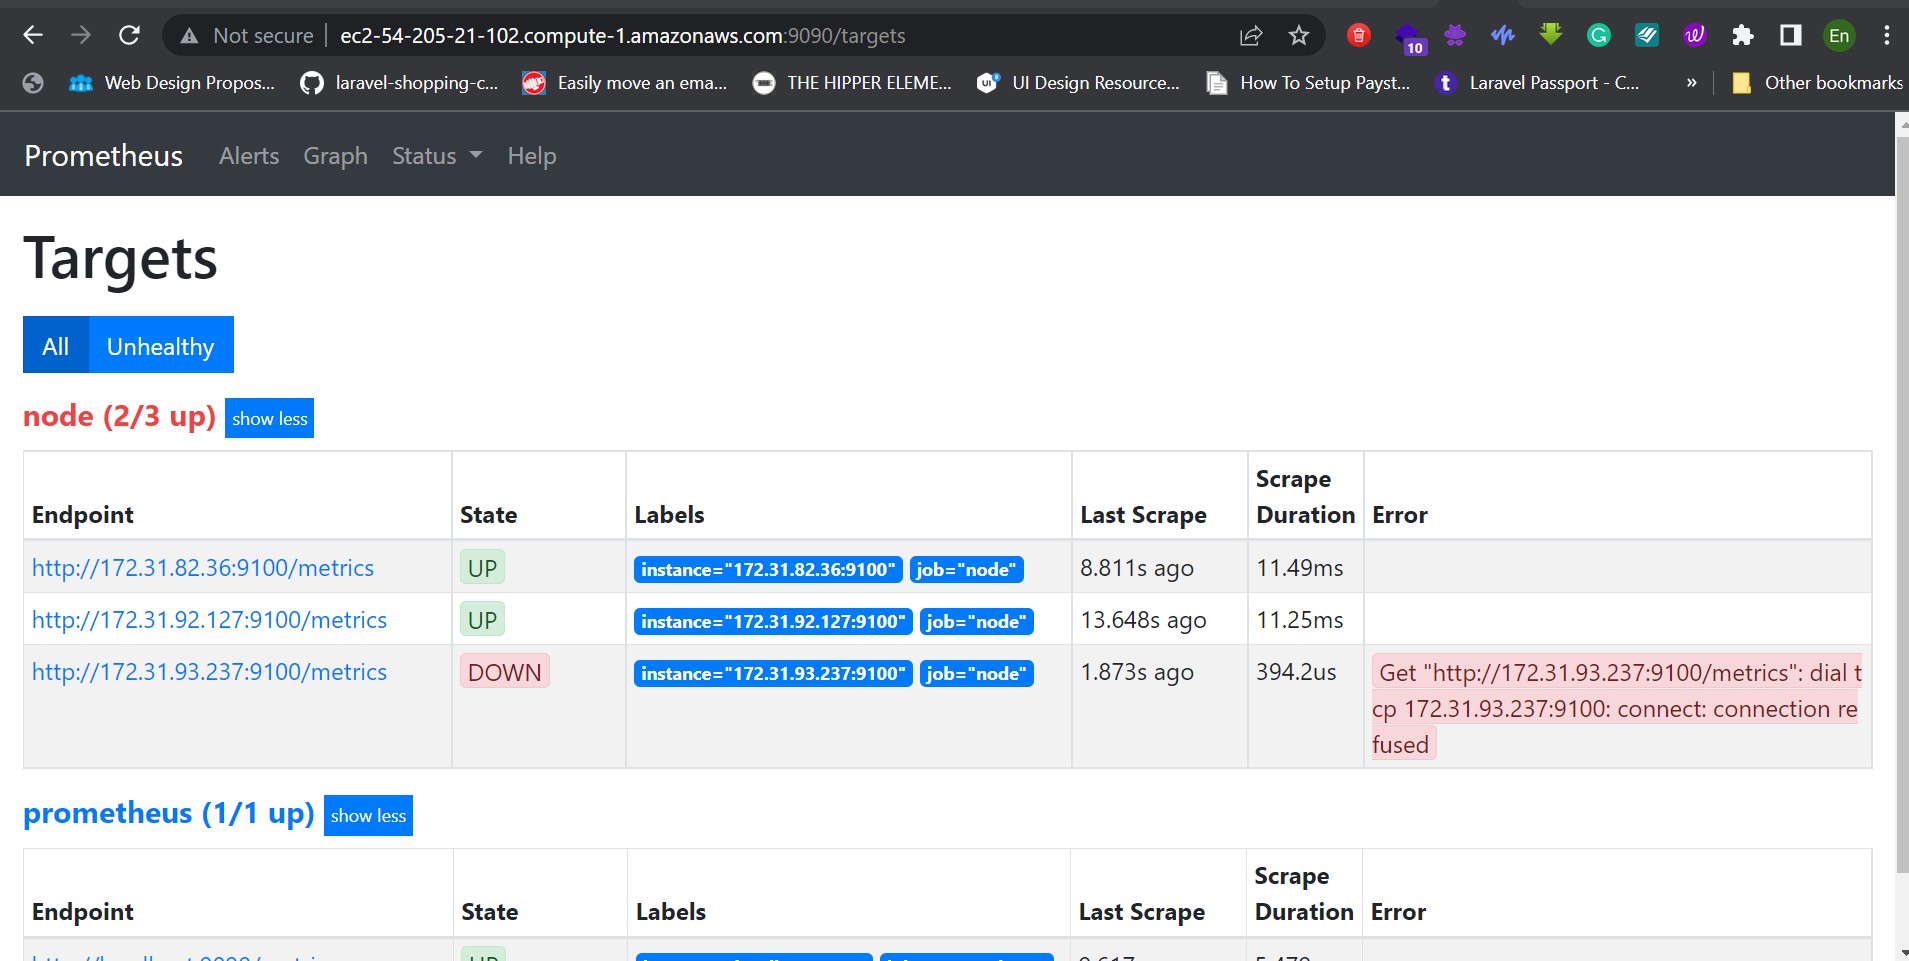 Not secure ec2-54-205-21-102.compute-1.amazonaws.com:9090/targets
10
En
Web Design Propos... laravel-shopping-c... Easily move an ema... THE HIPPER ELEME... UI Design Resource... How To Setup Payst... Laravel Passport - C... » Other bookmarks
Prometheus Alerts Graph Status Help
Targets
All Unhealthy
node (2/3 up) show less
Endpoint State Labels Last Scrape Scrape Duration Error
http://172.31.82.36:9100/metrics UP instance="172.31.82.36:9100" job="node" 8.811s ago 11.49ms
http://172.31.92.127:9100/metrics UP instance="172.31.92.127:9100" job="node" 13.648s ago 11.25ms
http://172.31.93.237:9100/metrics DOWN instance="172.31.93.237:9100" job="node" 1.873s ago 394.2us Get "http://172.31.93.237:9100/metrics": dial t
cp 172.31.93.237:9100: connect: connection re
fused
prometheus (1/1 up) show less
Endpoint State Labels Last Scrape Scrape Duration Error